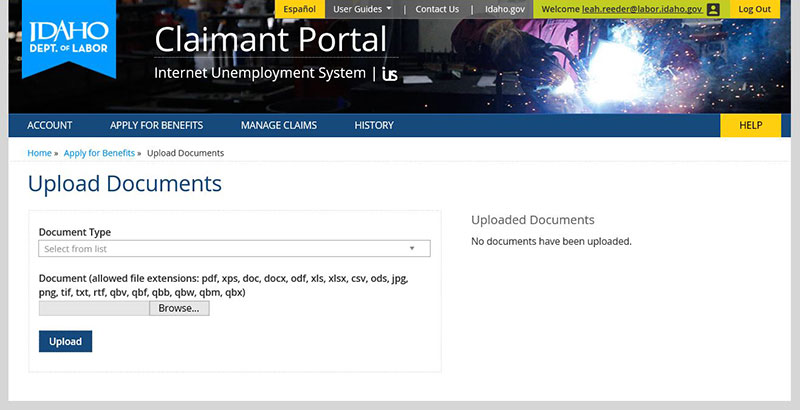 Español
User Guides
|
Contact Us
|
Idaho.gov
Welcome leah.reeder@labor.idaho.gov
Log Out
IDAHO
DEPT. of LABOR
Claimant Portal
Internet Unemployment System | ius
ACCOUNT
APPLY FOR BENEFITS
MANAGE CLAIMS
HISTORY
HELP
Home » Apply for Benefits » Upload Documents
Upload Documents
Document Type
Select from list
Document (allowed file extensions: pdf, xps, doc, docx, odf, xls, xlsx, csv, ods, jpg,
png, tif, txt, rtf, qbv, qbf, qbb, qbw, qbm, qbx)
Browse...
Upload
Uploaded Documents
No documents have been uploaded.